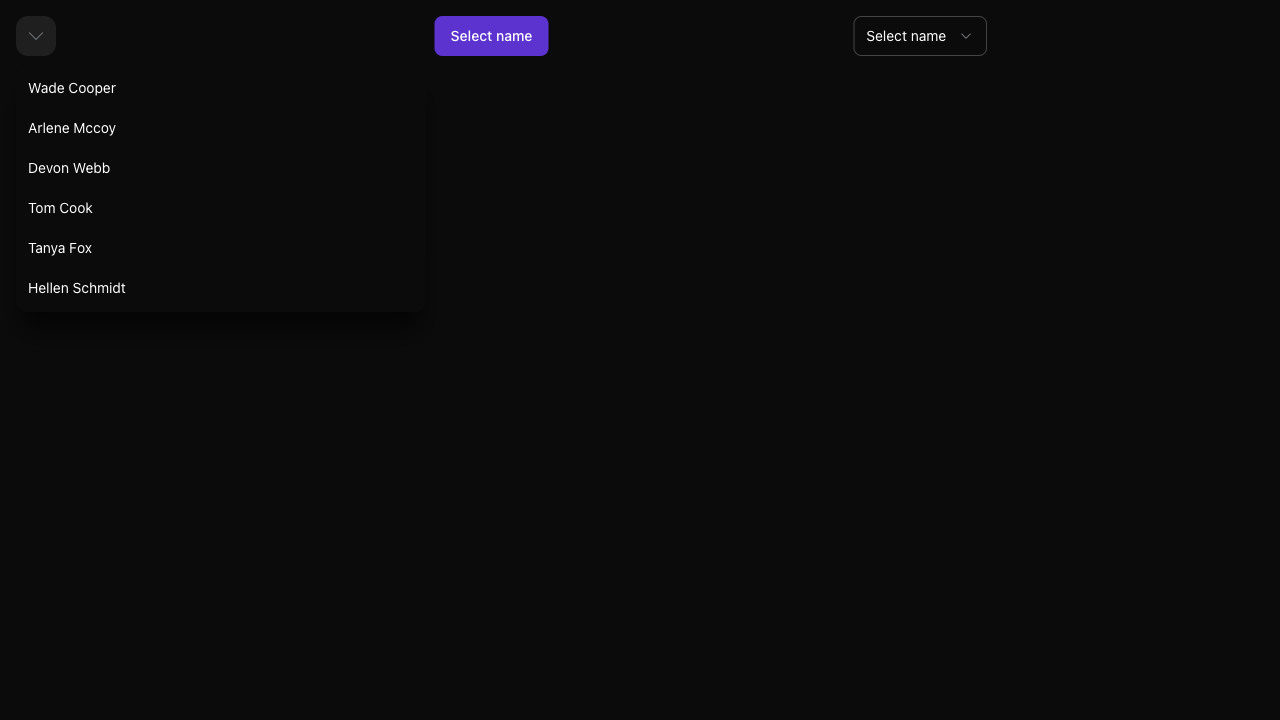 Select name
Select name
Wade Cooper
Arlene Mccoy
Devon Webb
Tom Cook
Tanya Fox
Hellen Schmidt